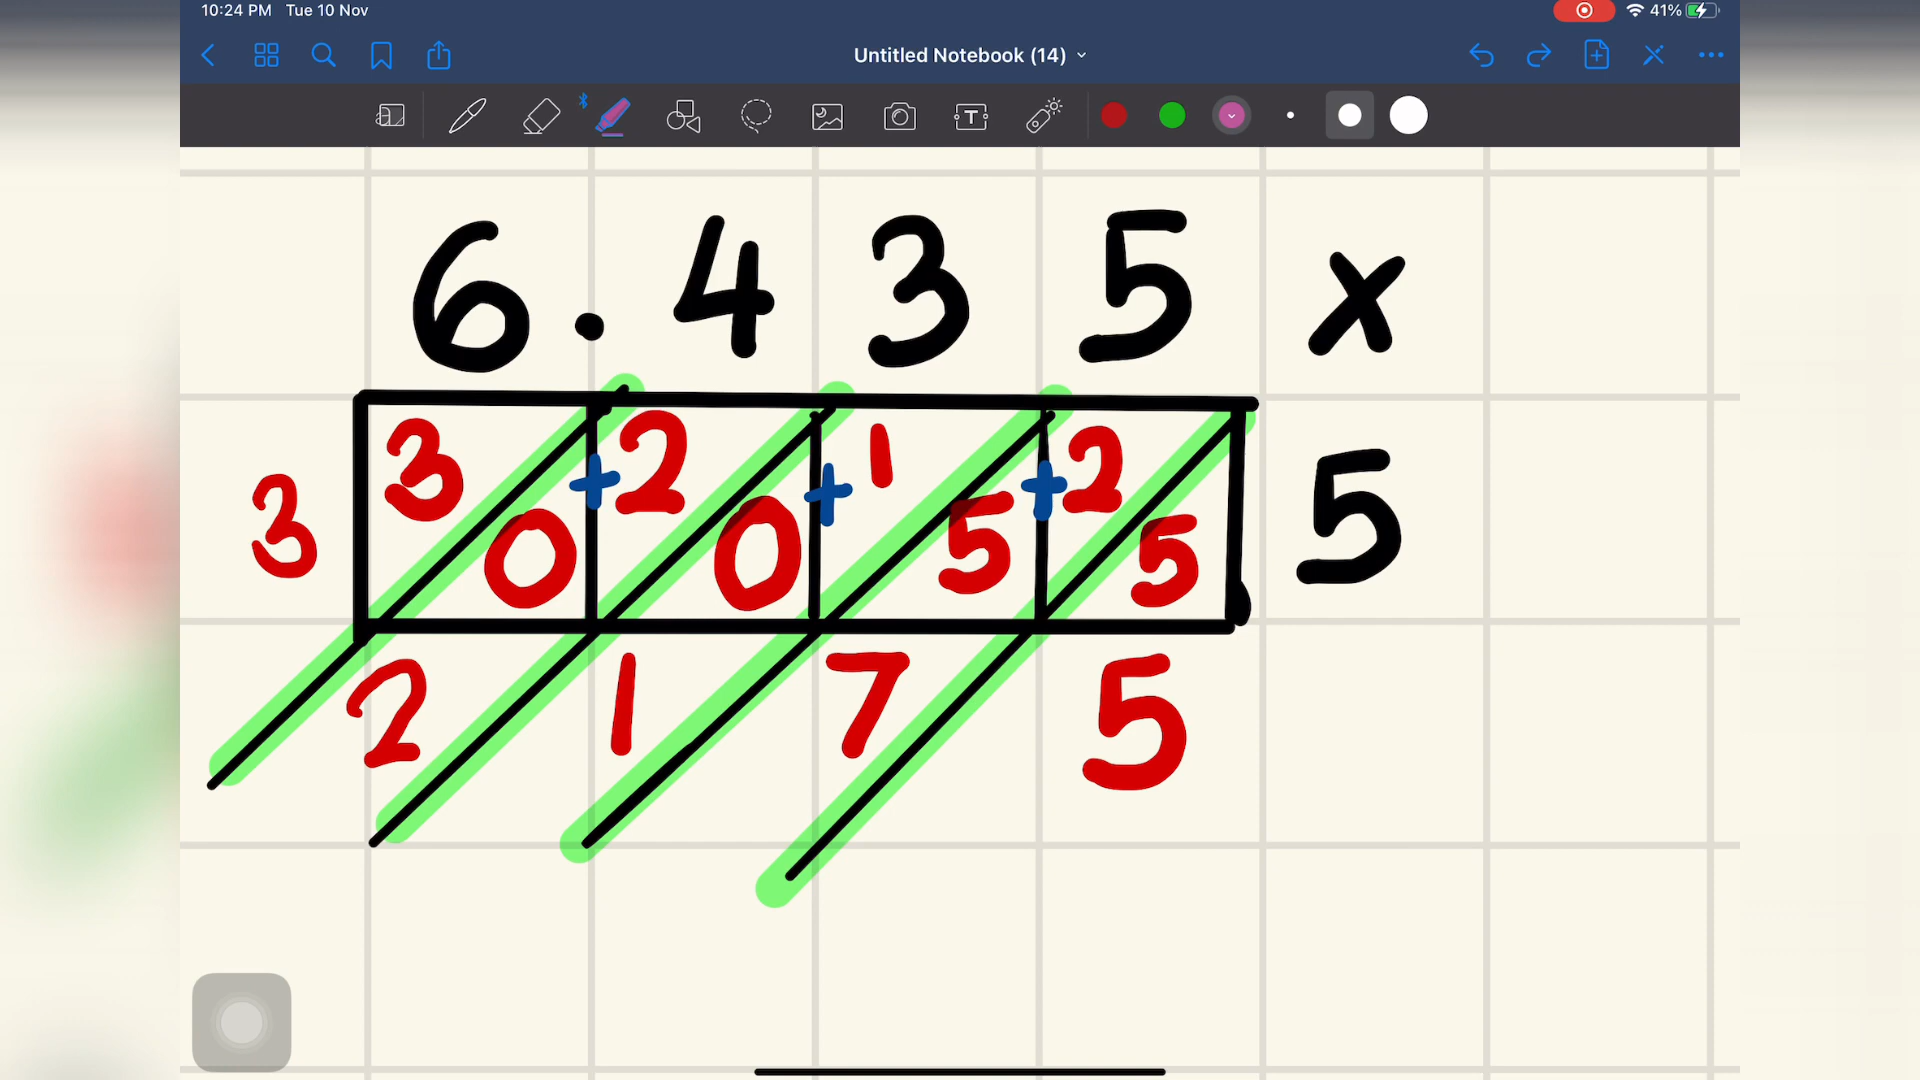 10:24 PM Tue 10 Nov
41%
Untitled Notebook (14)
T
6.435 x
3 2 1 2
+ + +
3 5
0 0 5 5
2 1 7 5